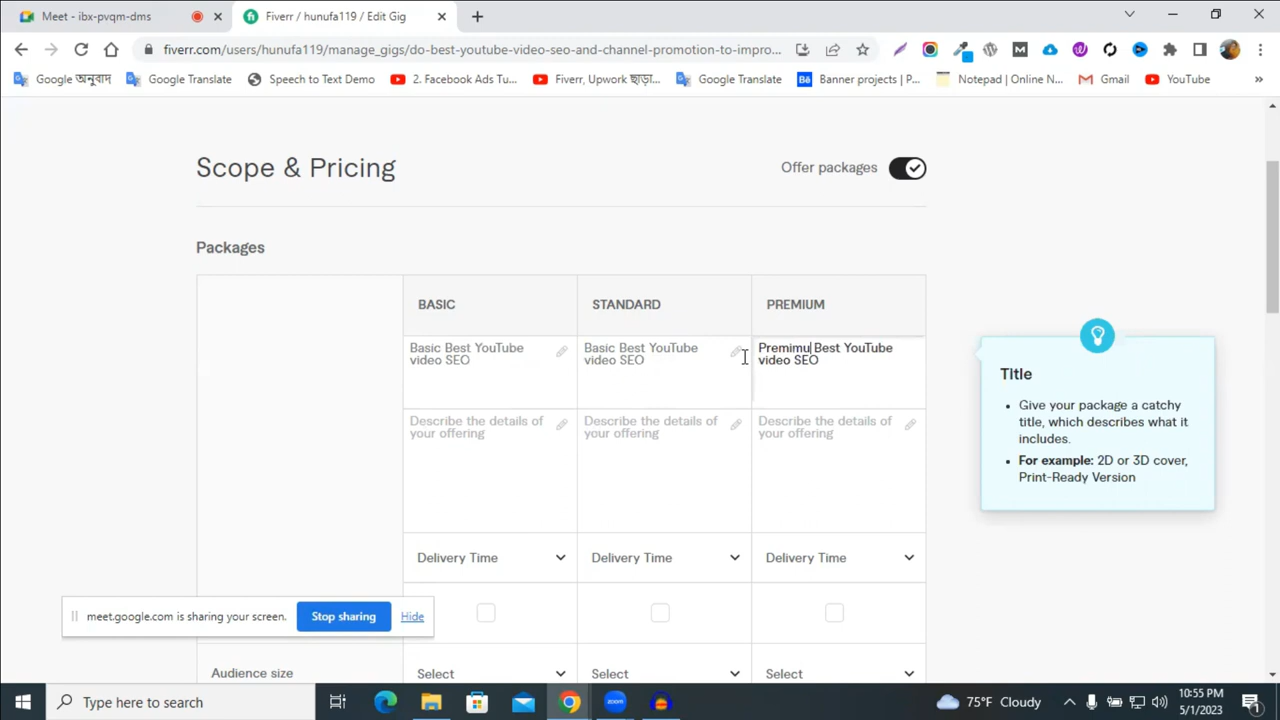 Meet - ibx-pvqm-dms
Fiverr / hunufa119 / Edit Gig
fiverr.com/users/hunufa119/manage_gigs/do-best-youtube-video-seo-and-channel-promotion-to-impro...
Google অনুবাদ
Google Translate
Speech to Text Demo
2. Facebook Ads Tu...
Fiverr, Upwork ছাড়া...
Google Translate
Banner projects | P...
Notepad | Online N...
Gmail
YouTube
»
Scope & Pricing
Offer packages
Packages
BASIC
STANDARD
PREMIUM
Basic Best YouTube
video SEO
Basic Best YouTube
video SEO
Premimu Best YouTube
video SEO
Describe the details of
your offering
Describe the details of
your offering
Describe the details of
your offering
Title
Give your package a catchy
title, which describes what it
includes.
For example: 2D or 3D cover,
Print-Ready Version
Delivery Time
Delivery Time
Delivery Time
meet.google.com is sharing your screen.
Stop sharing
Hide
Audience size
Select
Select
Select
Type here to search
zoom
75°F Cloudy
10:55 PM
5/1/2023